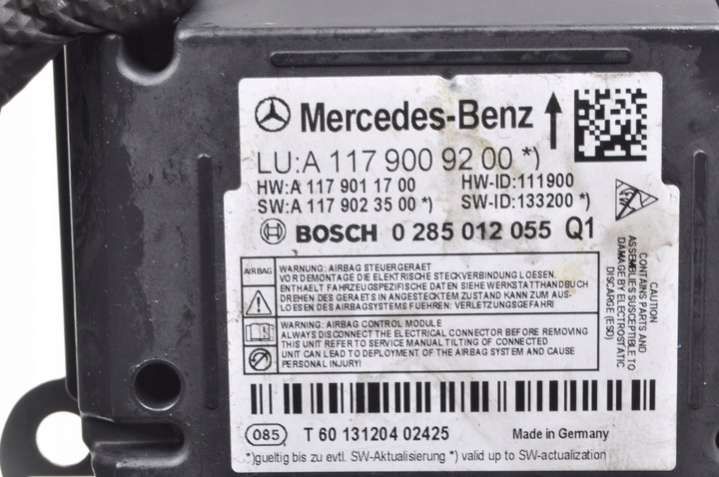 Mercedes-Benz
LU:A 117 900 92 00 *)
HW:A 117 901 17 00 HW-ID:111900
SW:A 117 902 35 00 *) SW-ID:133200 *)
BOSCH 0 285 012 055 Q1
AIRBAG
WARNUNG: AIRBAG STEUERGERAET
VOR DEMONTAGE DIE ELEKTRISCHE STECKVERBINDUNG LOESEN.
ENTHAELT FAHRZEUGSPEZIFISCHE DATEN SIEHE WERKSTATTHANDBUCH
DREHEN DES GERAETS IN ANGESTECKTEM ZUSTAND KANN ZUM AUS-
LOESEN DES AIRBAGSYSTEMS FUEHREN: VERLETZUNGSGEFAHR!
WARNING: AIRBAG CONTROL MODULE
ALWAYS DISCONNECT THE ELECTRICAL CONNECTOR BEFORE REMOVING
THIS UNIT REFER TO SERVICE MANUAL TILTING OF CONNECTED
UNIT CAN LEAD TO DEPLOYMENT OF THE AIRBAG SYSTEM AND CAUSE
PERSONAL INJURY!
CAUTION
CONTAINS PARTS AND
ASSEMBLIES SUSCEPTIBLE TO
DAMAGE BY ELECTROSTATIC
DISCHARGE (ESD)
085 T 60 131204 02425 Made in Germany
*)gueltig bis zu evtl. SW-Aktualisierung *) valid up to SW-actualization